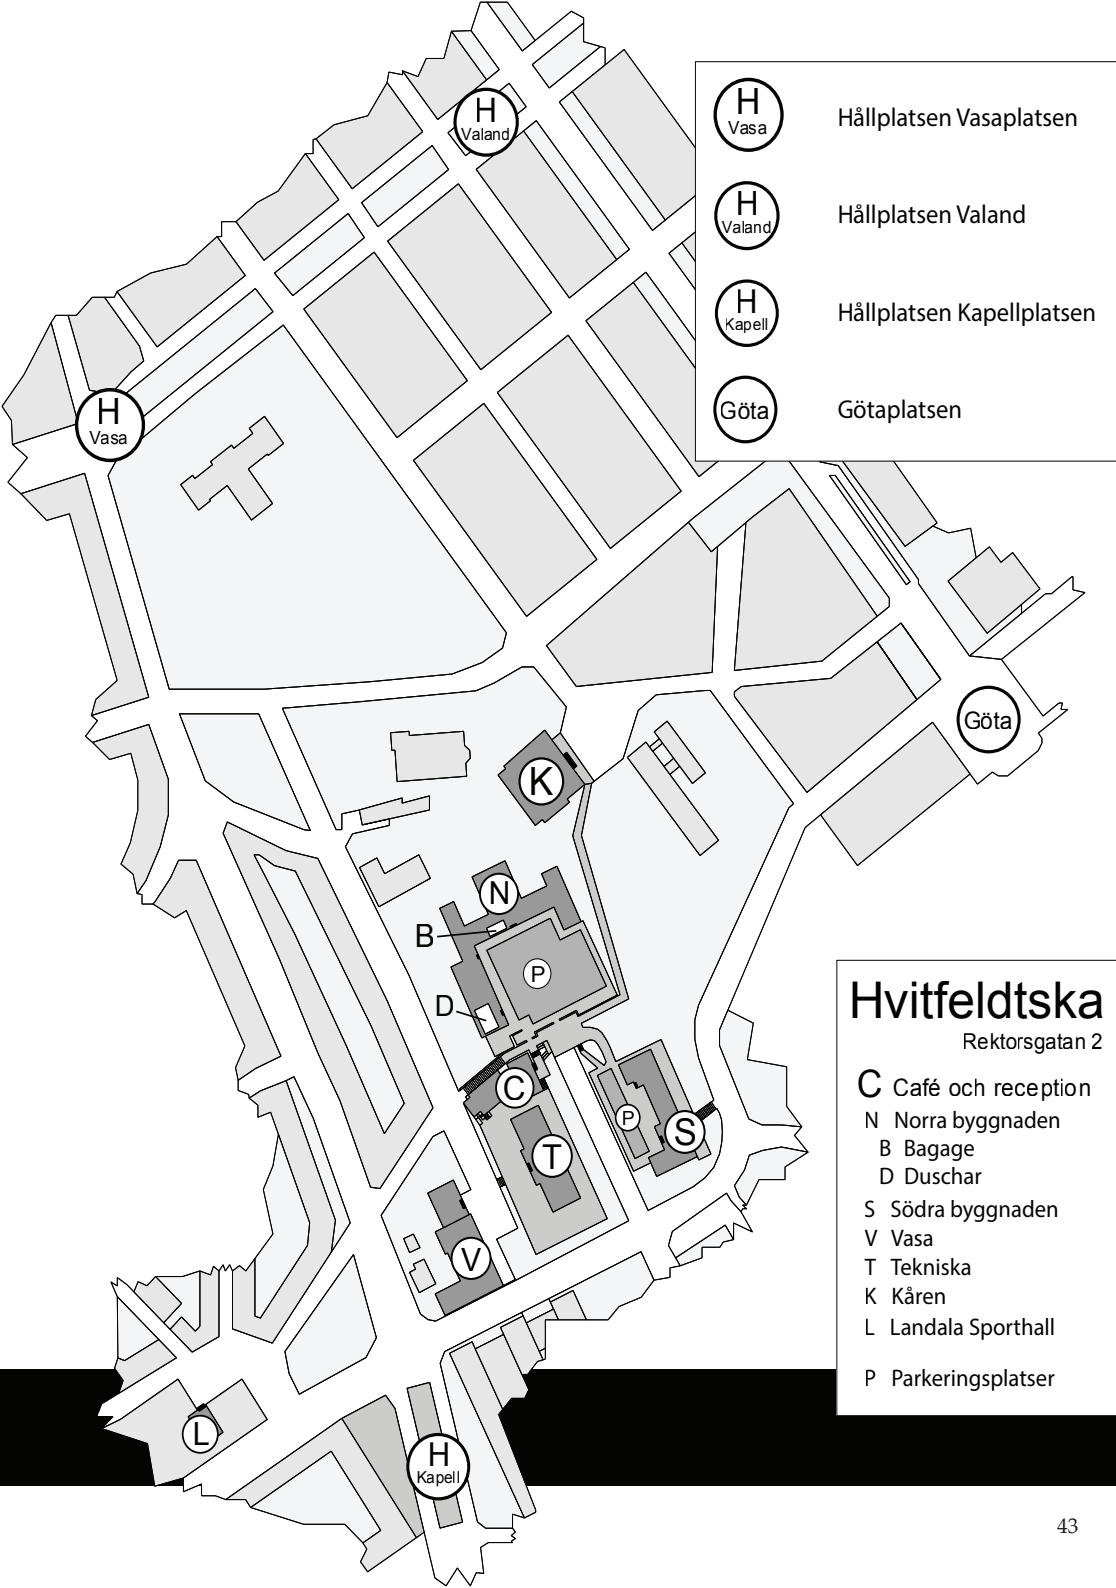 H
Valand
H
Vasa
H
Vasa
Hållplatsen Vasaplatsen
H
Valand
Hållplatsen Valand
H
Kapell
Hållplatsen Kapellplatsen
Göta
Götaplatsen
Göta
K
N
B
P
D
C
P
S
T
V
L
H
Kapell
Hvitfeldtska
Rektorsgatan 2
C Café och reception
N Norra byggnaden
B Bagage
D Duschar
S Södra byggnaden
V Vasa
T Tekniska
K Kåren
L Landala Sporthall
P Parkeringsplatser
43